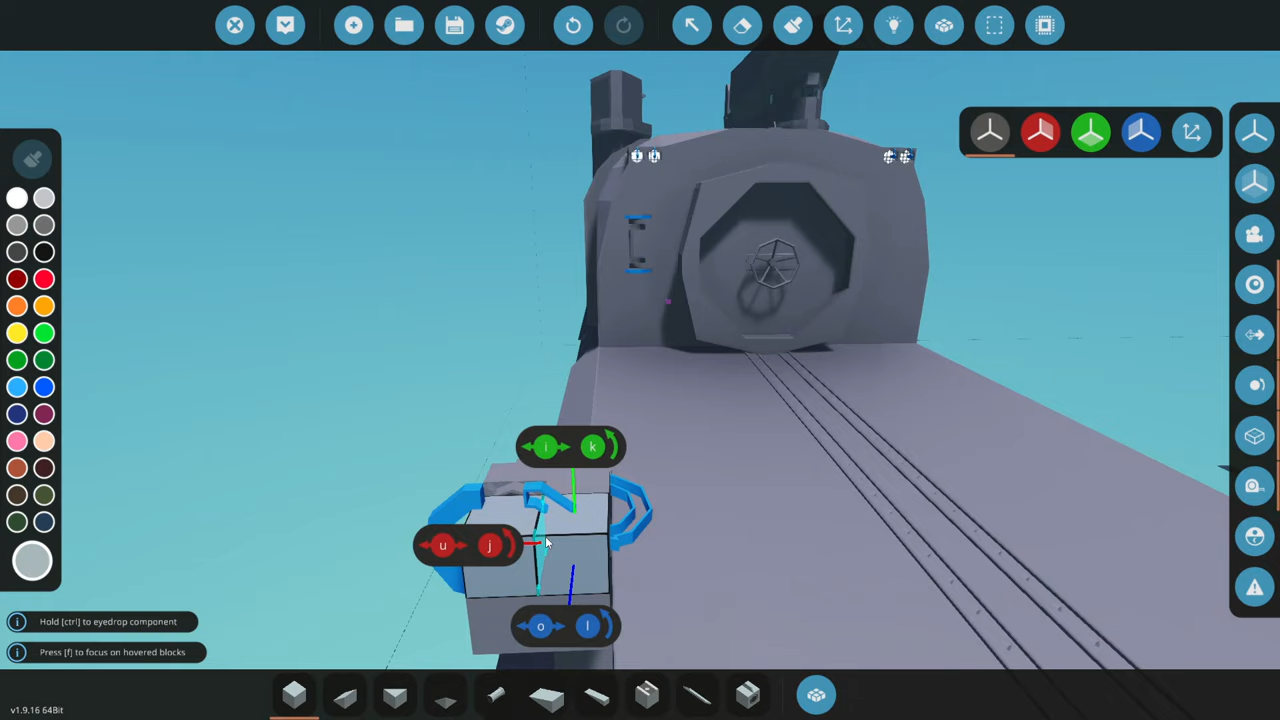 i k
u j
o l
Hold [ctrl] to eyedrop component
Press [f] to focus on hovered blocks
v1.9.16 64Bit